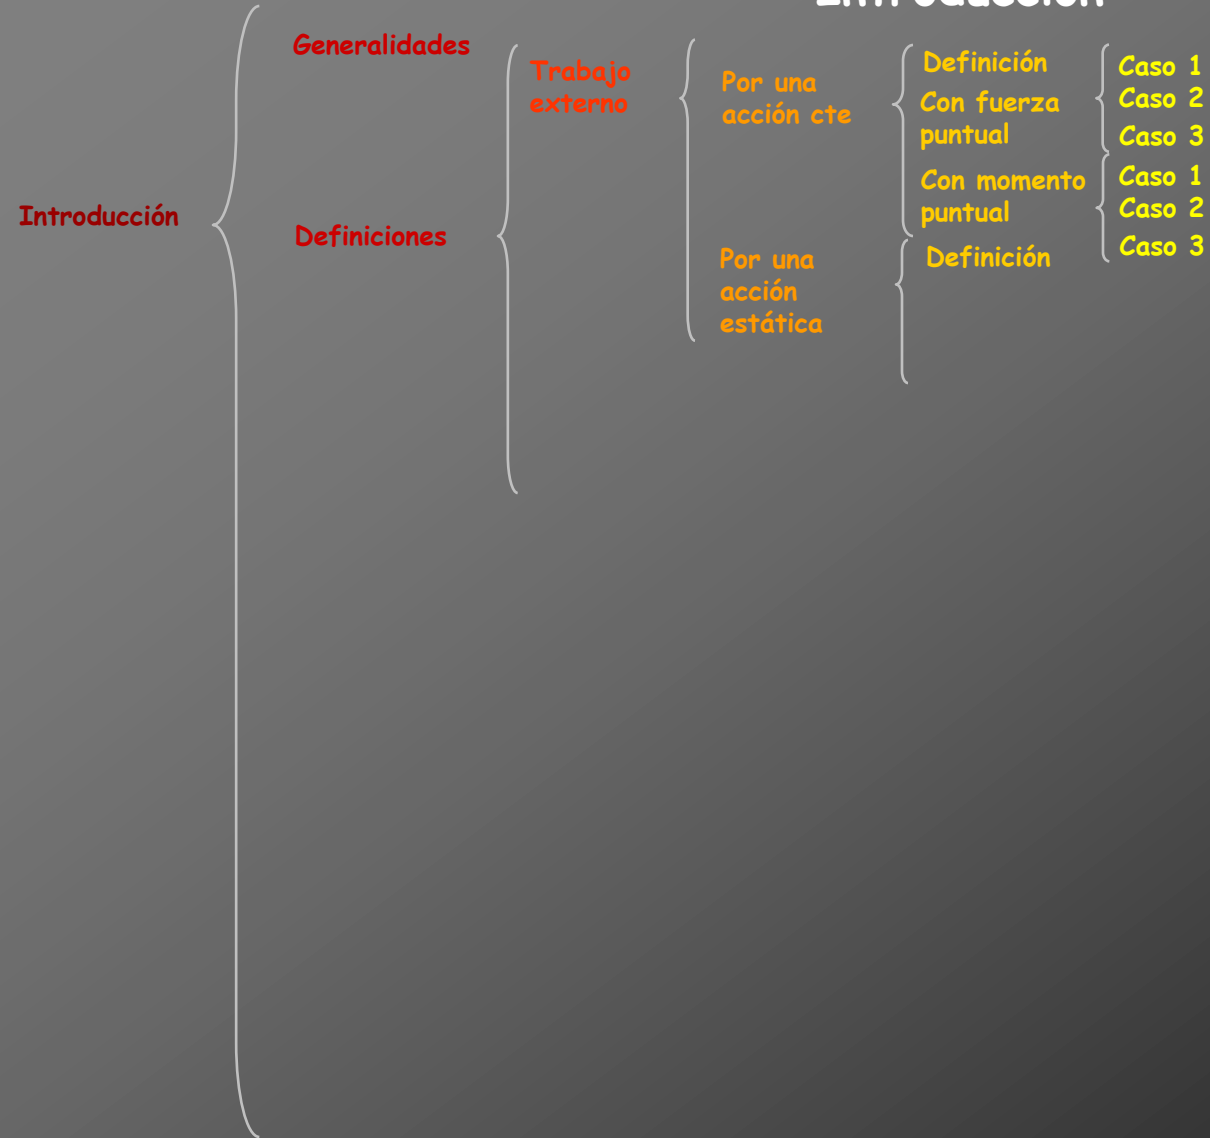 Introducción
Introducción
Generalidades
Definiciones
Trabajo
externo
Por una
acción cte
Definición
Con fuerza
puntual
Caso 1
Caso 2
Caso 3
Con momento
puntual
Caso 1
Caso 2
Caso 3
Por una
acción
estática
Definición